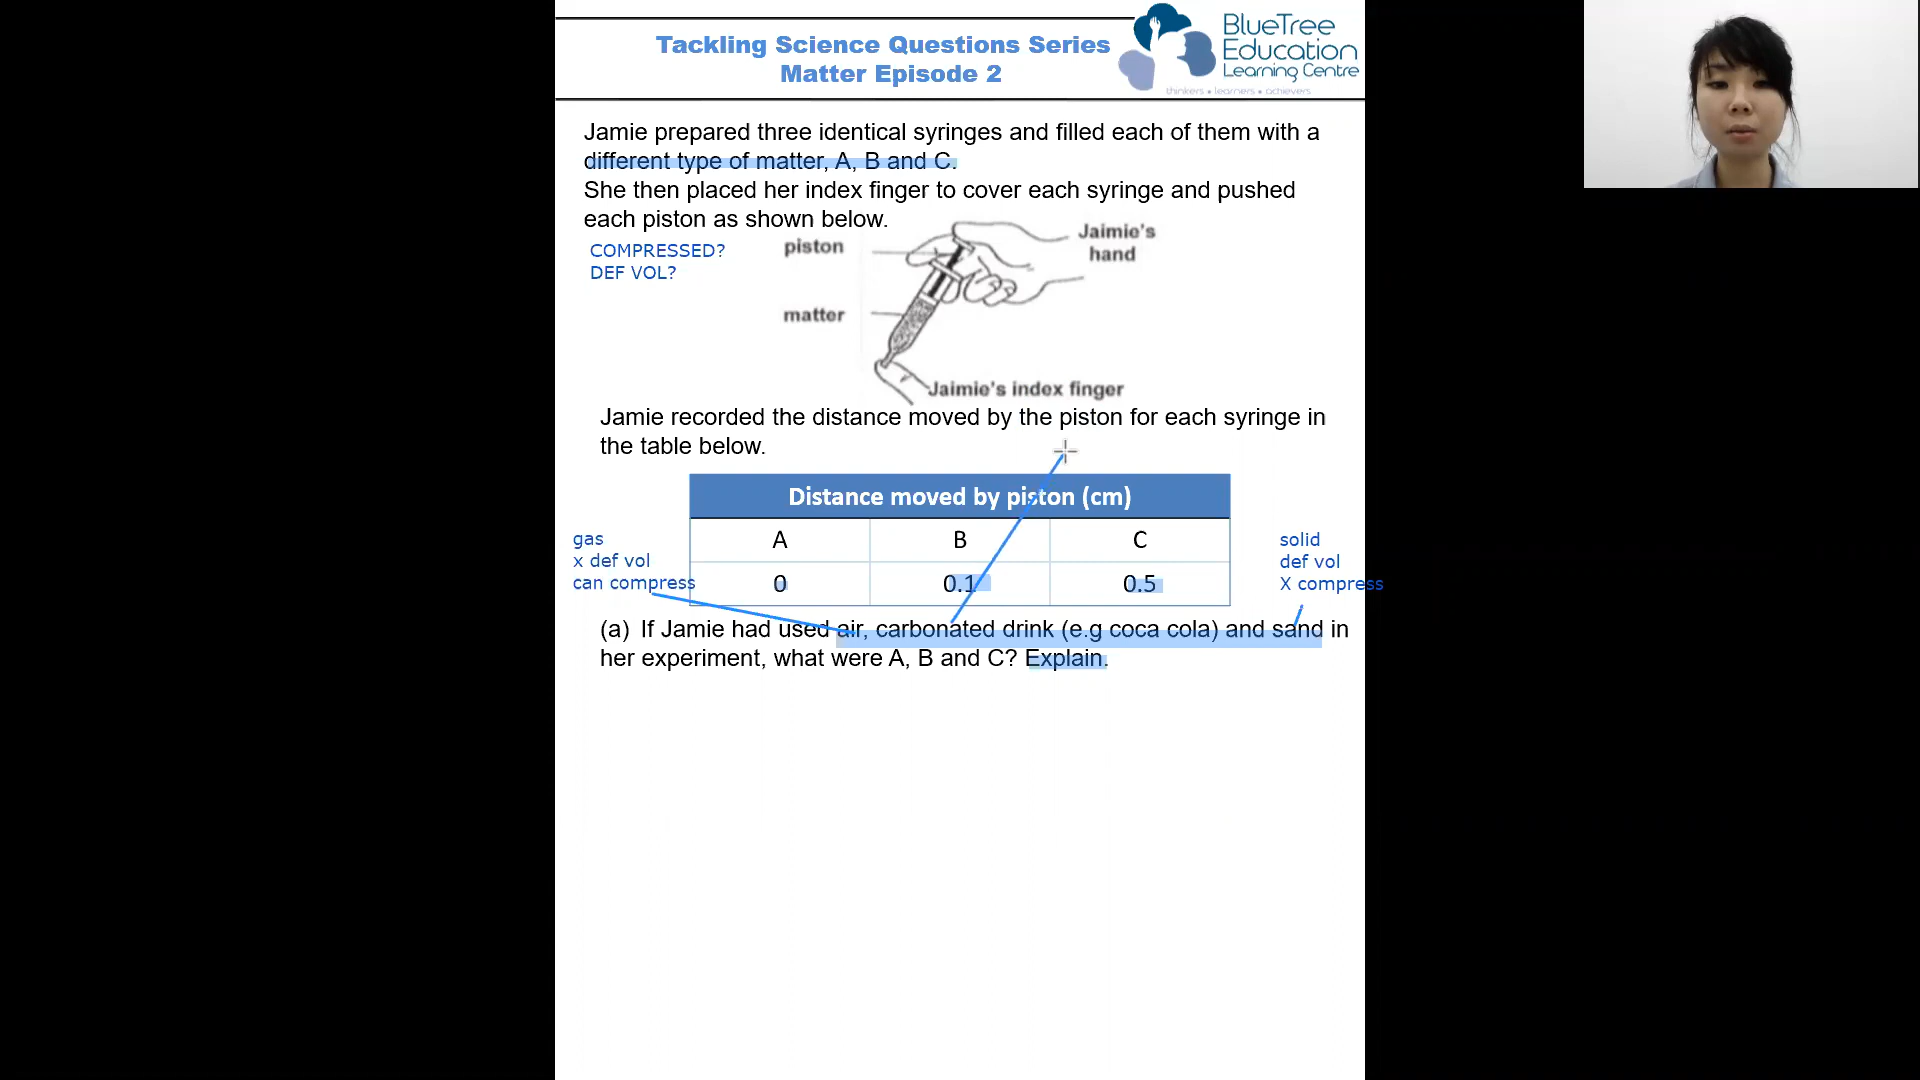 Tackling Science Questions Series
Matter Episode 2
BlueTree
Education
Learning Centre
thinkers • learners • achievers
Jamie prepared three identical syringes and filled each of them with a
different type of matter, A, B and C.
She then placed her index finger to cover each syringe and pushed
each piston as shown below.
COMPRESSED?
DEF VOL?
piston
Jaimie's
hand
matter
Jaimie's index finger
Jamie recorded the distance moved by the piston for each syringe in
the table below.
Distance moved by piston (cm)
A B C
0 0.1 0.5
gas
x def vol
can compress
solid
def vol
X compress
(a) If Jamie had used air, carbonated drink (e.g coca cola) and sand in
her experiment, what were A, B and C? Explain.